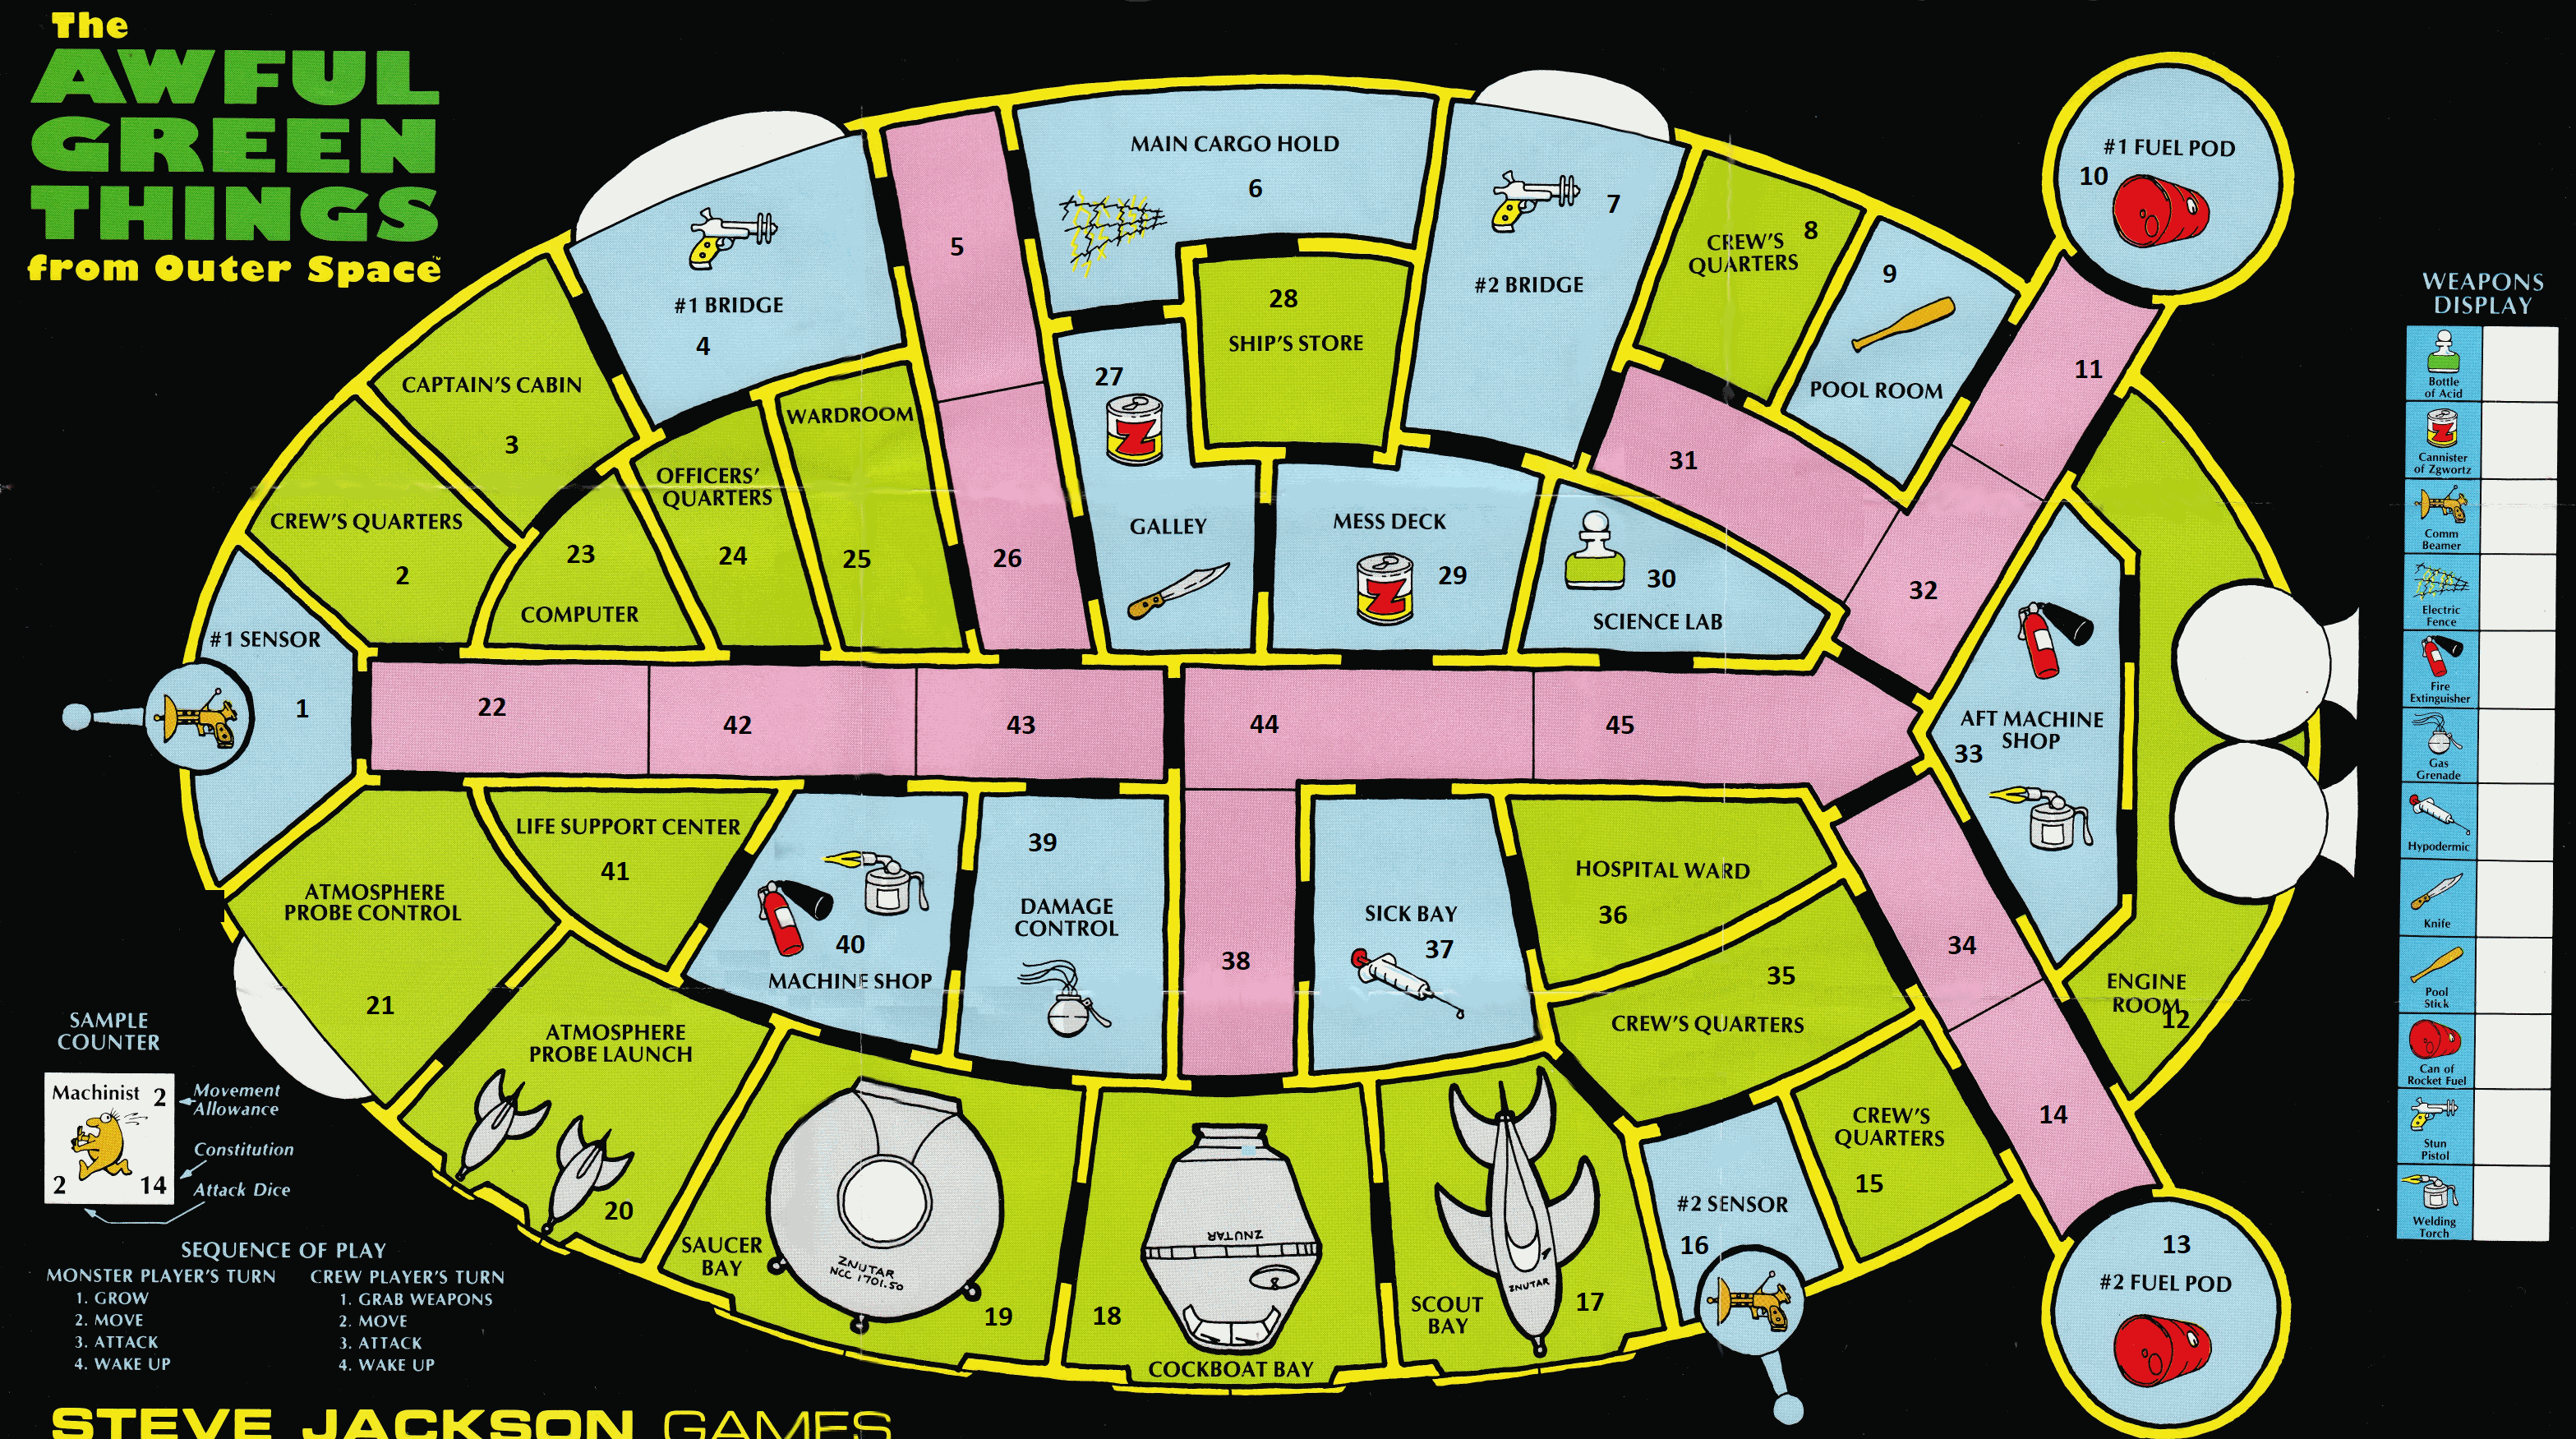 The
AWFUL
GREEN
THINGS
from Outer Space™
MAIN CARGO HOLD
6
#1 BRIDGE
4
5
#2 BRIDGE
7
CREW'S
QUARTERS
8
9
POOL ROOM
#1 FUEL POD
10
11
CAPTAIN'S CABIN
3
CREW'S QUARTERS
2
#1 SENSOR
1
23
COMPUTER
OFFICERS'
QUARTERS
24
WARDROOM
25
26
27
Z
GALLEY
28
SHIP'S STORE
MESS DECK
Z
29
30
SCIENCE LAB
31
32
AFT MACHINE
SHOP
33
ENGINE
ROOM
12
22
42
43
44
45
ATMOSPHERE
PROBE CONTROL
21
LIFE SUPPORT CENTER
41
40
MACHINE SHOP
39
DAMAGE
CONTROL
38
SICK BAY
37
HOSPITAL WARD
36
35
CREW'S QUARTERS
34
14
ATMOSPHERE
PROBE LAUNCH
20
SAUCER
BAY
ZNUTAR
NCC 1701.50
19
18
ZNUTAR
8
COCKBOAT BAY
SCOUT
BAY
ZNUTAR
17
#2 SENSOR
16
CREW'S
QUARTERS
15
13
#2 FUEL POD
WEAPONS
DISPLAY
Bottle
of Acid
Z
Cannister
of Zgwortz
Comm
Beamer
Electric
Fence
Fire
Extinguisher
Gas
Grenade
Hypodermic
Knife
Pool
Stick
Can of
Rocket Fuel
Stun
Pistol
Welding
Torch
SAMPLE
COUNTER
Machinist 2
2 14
Movement
Allowance
Constitution
Attack Dice
SEQUENCE OF PLAY
MONSTER PLAYER'S TURN
1. GROW
2. MOVE
3. ATTACK
4. WAKE UP
CREW PLAYER'S TURN
1. GRAB WEAPONS
2. MOVE
3. ATTACK
4. WAKE UP
STEVE JACKSON GAMES